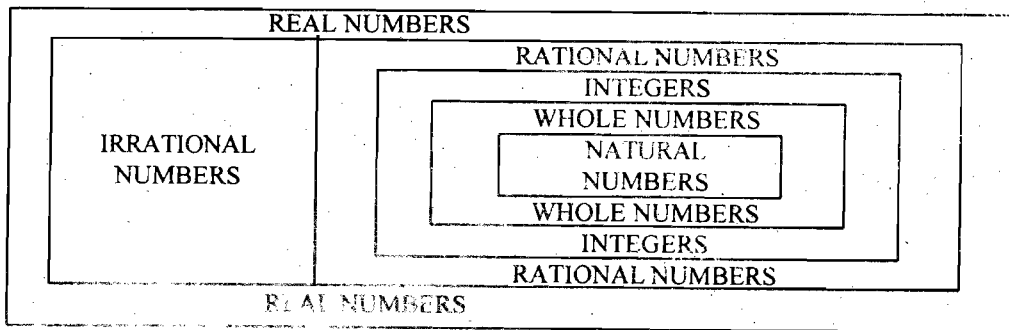 REAL NUMBERS
RATIONAL NUMBERS
INTEGERS
WHOLE NUMBERS
IRRATIONAL
NUMBERS
NATURAL
NUMBERS
WHOLE NUMBERS
INTEGERS
RATIONAL NUMBERS
REAL NUMBERS